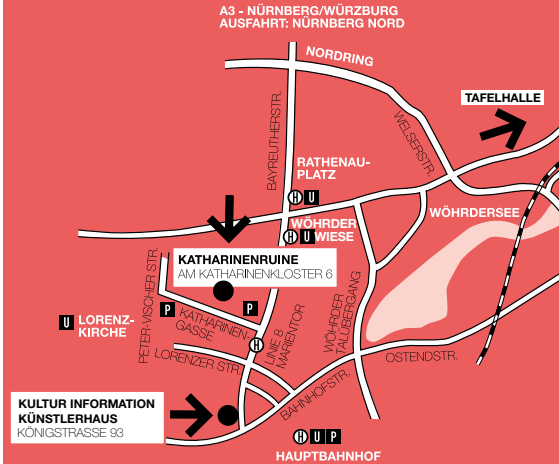 A3 - NÜRNBERG/WÜRZBURG
AUSFAHRT: NÜRNBERG NORD
NORDRING
TAFELHALLE
BAYREUTHERSTR.
WELSERSTR.
RATHENAU-
PLATZ
H U
WÖHRDER
H U WIESE
WÖHRDERSEE
KATHARINENRUINE
AM KATHARINENKLOSTER 6
PETER-VISCHER STR.
P
P
KATHARINEN-
GASSE
U LORENZ-
KIRCHE
H
LINIE 8
MARIENTOR
WÖHRDER
TALÜBERGANG
LORENZER STR.
OSTENDSTR.
BAHNHOFSTR.
KULTUR INFORMATION
KÜNSTLERHAUS
KÖNIGSTRASSE 93
H U P
HAUPTBAHNHOF